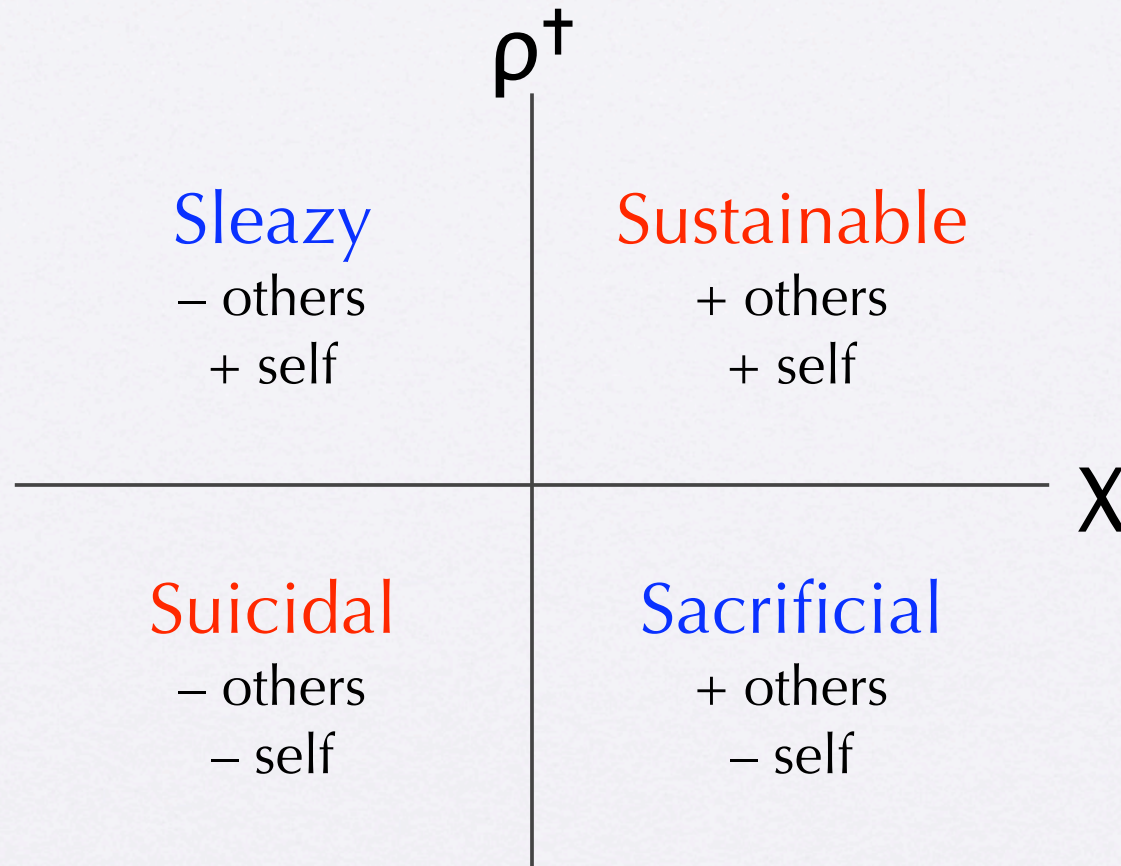 ρ†
Sleazy
– others
+ self
Sustainable
+ others
+ self
X
Suicidal
– others
– self
Sacrificial
+ others
– self